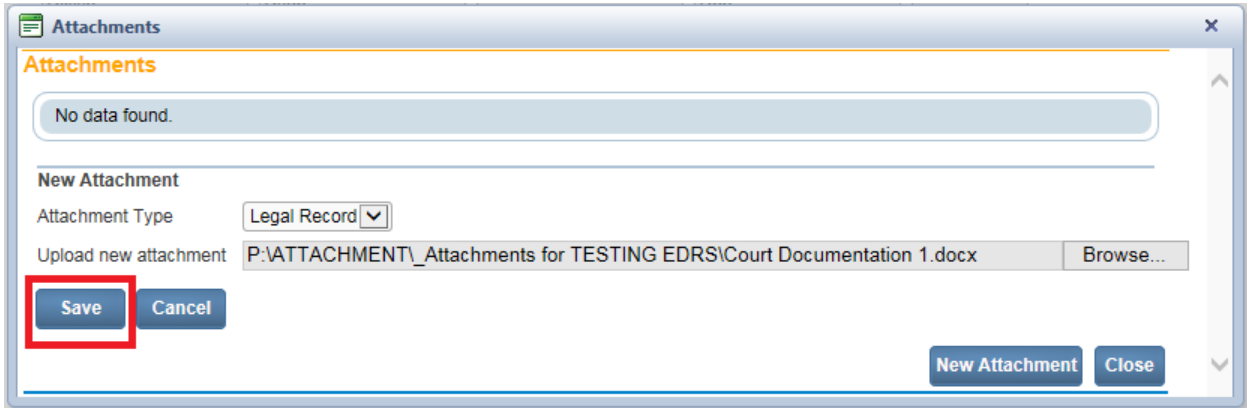 Attachments
Attachments
No data found.
New Attachment
Attachment Type Legal Record
Upload new attachment P:\ATTACHMENT\_Attachments for TESTING EDRS\Court Documentation 1.docx Browse...
Save Cancel
New Attachment Close